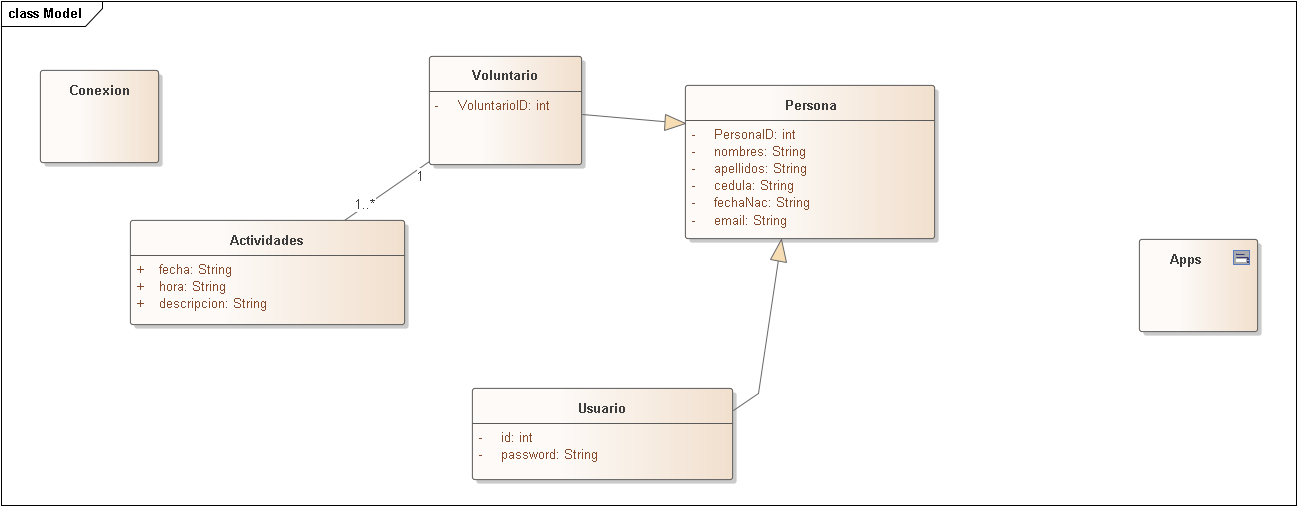 class Model
Conexion
Voluntario
- VoluntarioID: int
Persona
- PersonaID: int
- nombres: String
- apellidos: String
- cedula: String
- fechaNac: String
- email: String
1
1..*
Actividades
+ fecha: String
+ hora: String
+ descripcion: String
Apps
Usuario
- id: int
- password: String